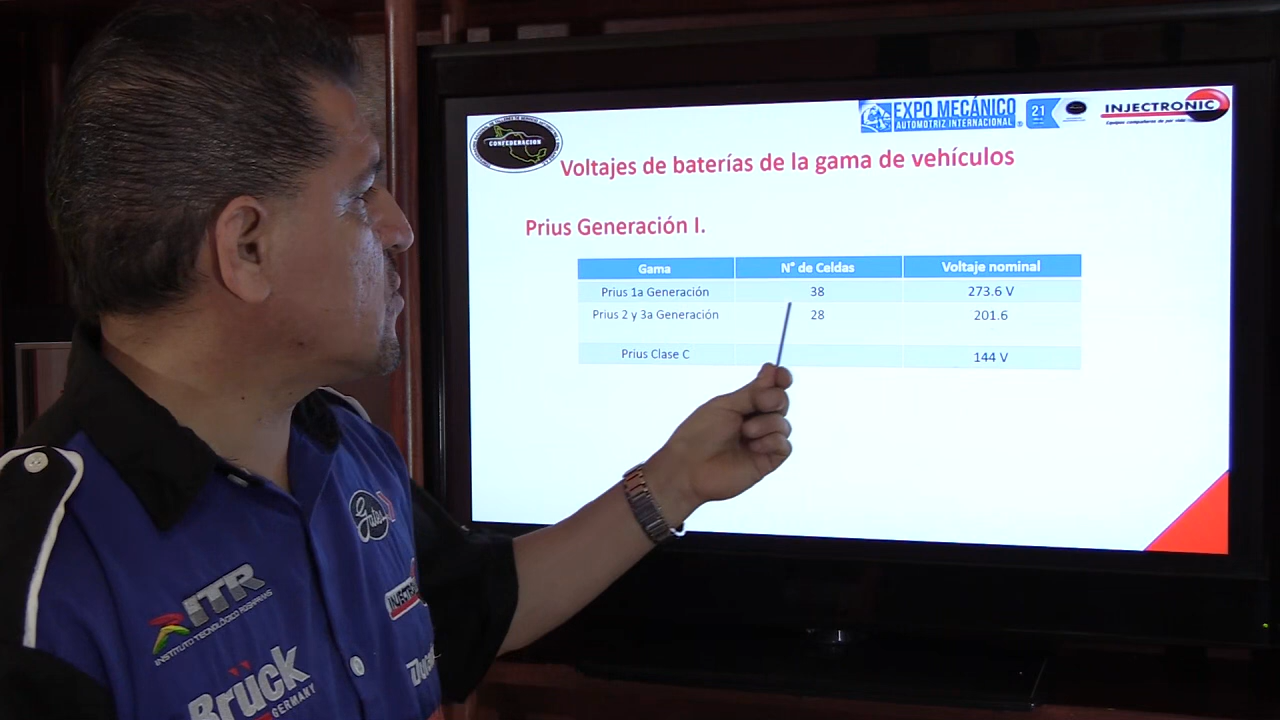 EXPO MECÁNICO
AUTOMOTRIZ INTERNACIONAL
21
INJECTRONIC
CONFEDERACION
Voltajes de baterías de la gama de vehículos
Prius Generación I.
Gama N° de Celdas Voltaje nominal
Prius 1a Generación 38 273.6 V
Prius 2 y 3a Generación 28 201.6
Prius Clase C 144 V
Gates
ITR
INSTITUTO TECNOLÓGICO
Brück
GERMANY